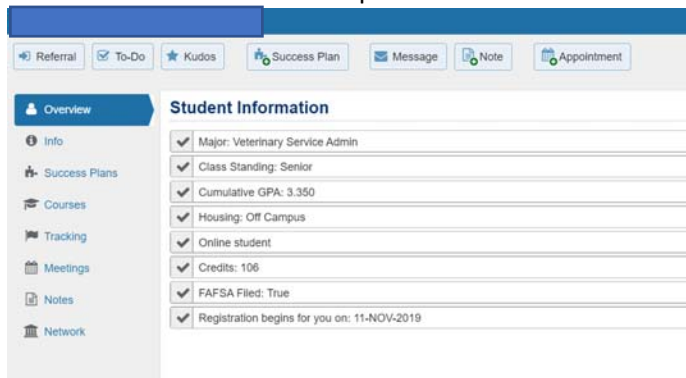 Referral To-Do Kudos Success Plan Message Note Appointment
Overview
Info
Success Plans
Courses
Tracking
Meetings
Notes
Network
Student Information
Major: Veterinary Service Admin
Class Standing: Senior
Cumulative GPA: 3.350
Housing: Off Campus
Online student
Credits: 106
FAFSA Filed: True
Registration begins for you on: 11-NOV-2019